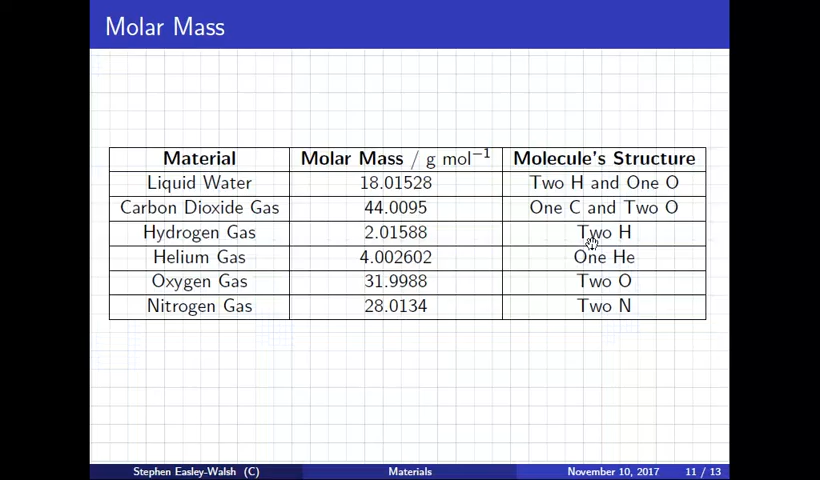 Molar Mass
Material Molar Mass / g mol⁻¹ Molecule's Structure
Liquid Water 18.01528 Two H and One O
Carbon Dioxide Gas 44.0095 One C and Two O
Hydrogen Gas 2.01588 Two H
Helium Gas 4.002602 One He
Oxygen Gas 31.9988 Two O
Nitrogen Gas 28.0134 Two N
Stephen Easley-Walsh (C) Materials November 10, 2017 11 / 13